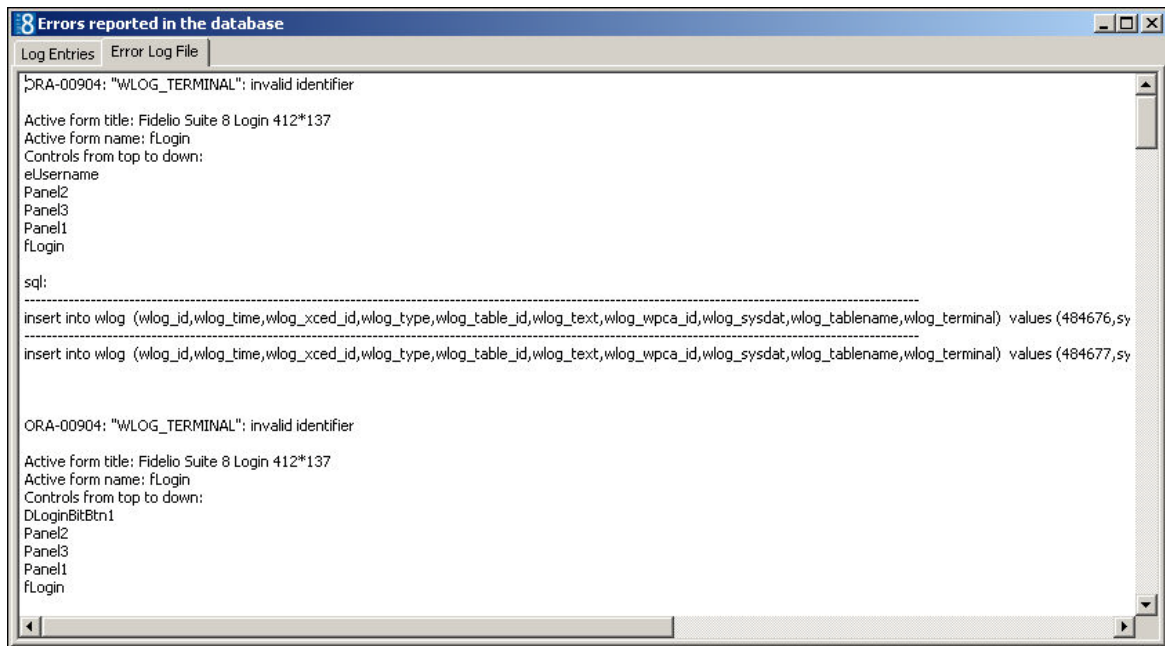 8 Errors reported in the database
Log Entries
Error Log File
ORA-00904: "WLOG_TERMINAL": invalid identifier
Active form title: Fidelio Suite 8 Login 412*137
Active form name: fLogin
Controls from top to down:
eUsername
Panel2
Panel3
Panel1
fLogin
sql:
----------------------------------------------------------------------------------------------------
insert into wlog (wlog_id,wlog_time,wlog_xced_id,wlog_type,wlog_table_id,wlog_text,wlog_wpca_id,wlog_sysdat,wlog_tablename,wlog_terminal) values (484676,sy
----------------------------------------------------------------------------------------------------
insert into wlog (wlog_id,wlog_time,wlog_xced_id,wlog_type,wlog_table_id,wlog_text,wlog_wpca_id,wlog_sysdat,wlog_tablename,wlog_terminal) values (484677,sy
ORA-00904: "WLOG_TERMINAL": invalid identifier
Active form title: Fidelio Suite 8 Login 412*137
Active form name: fLogin
Controls from top to down:
DLoginBitBtn1
Panel2
Panel3
Panel1
fLogin